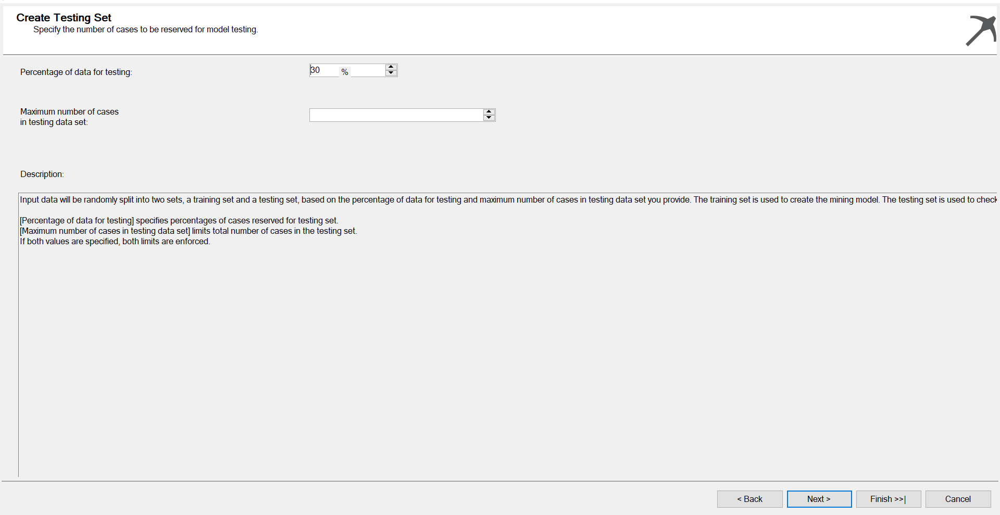 Create Testing Set
Specify the number of cases to be reserved for model testing.
Percentage of data for testing:
30 %
Maximum number of cases
in testing data set:
Description:
Input data will be randomly split into two sets, a training set and a testing set, based on the percentage of data for testing and maximum number of cases in testing data set you provide. The training set is used to create the mining model. The testing set is used to check
[Percentage of data for testing] specifies percentages of cases reserved for testing set.
[Maximum number of cases in testing data set] limits total number of cases in the testing set.
If both values are specified, both limits are enforced.
< Back Next > Finish >>| Cancel